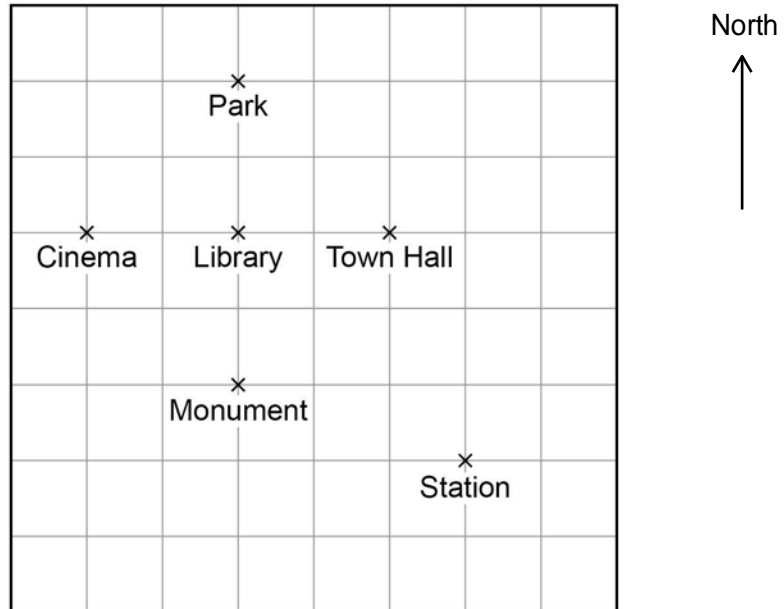 North
Park
Cinema
Library
Town Hall
Monument
Station